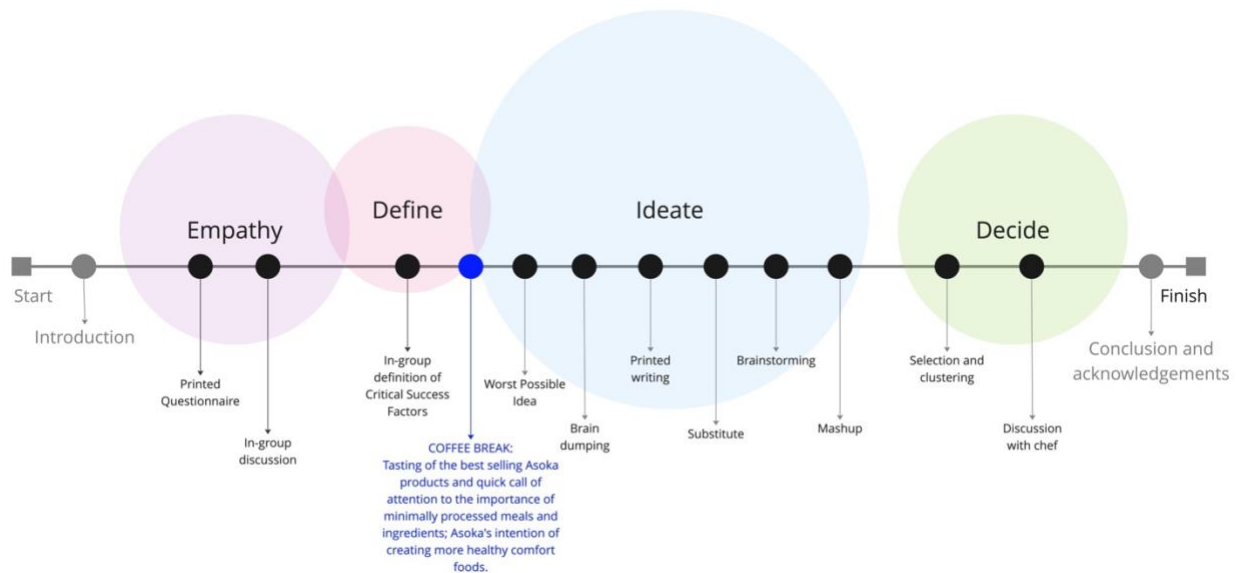 Empathy
Define
Ideate
Decide
Start
Finish
Introduction
Printed
Questionnaire
In-group
discussion
In-group
definition of
Critical Success
Factors
COFFEE BREAK:
Tasting of the best selling Asoka
products and quick call of
attention to the importance of
minimally processed meals and
ingredients; Asoka's intention of
creating more healthy comfort
foods.
Worst Possible
Idea
Brain
dumping
Printed
writing
Substitute
Brainstorming
Mashup
Selection and
clustering
Discussion
with chef
Conclusion and
acknowledgements